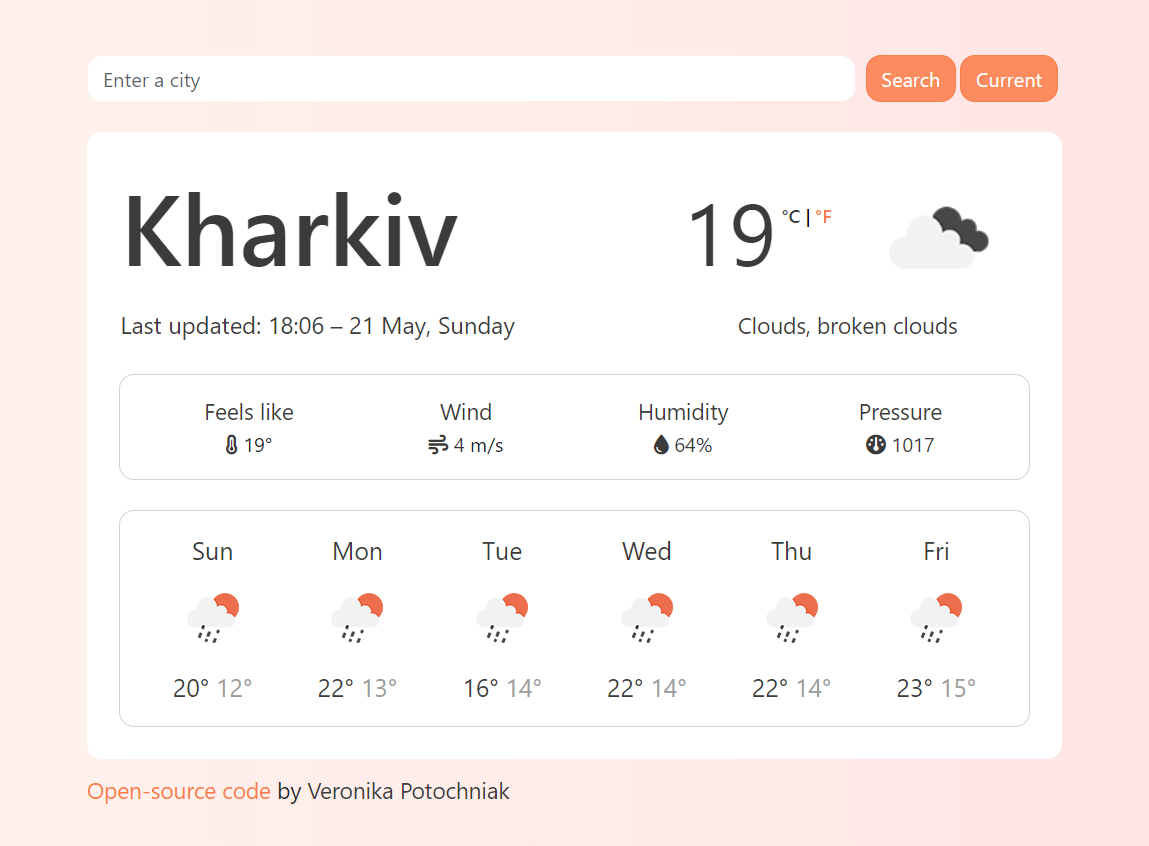 Enter a city
Search Current
Kharkiv
19 °C | °F
Last updated: 18:06 – 21 May, Sunday
Clouds, broken clouds
Feels like Wind Humidity Pressure
19° 4 m/s 64% 1017
Sun Mon Tue Wed Thu Fri
20° 12° 22° 13° 16° 14° 22° 14° 22° 14° 23° 15°
Open-source code by Veronika Potochniak